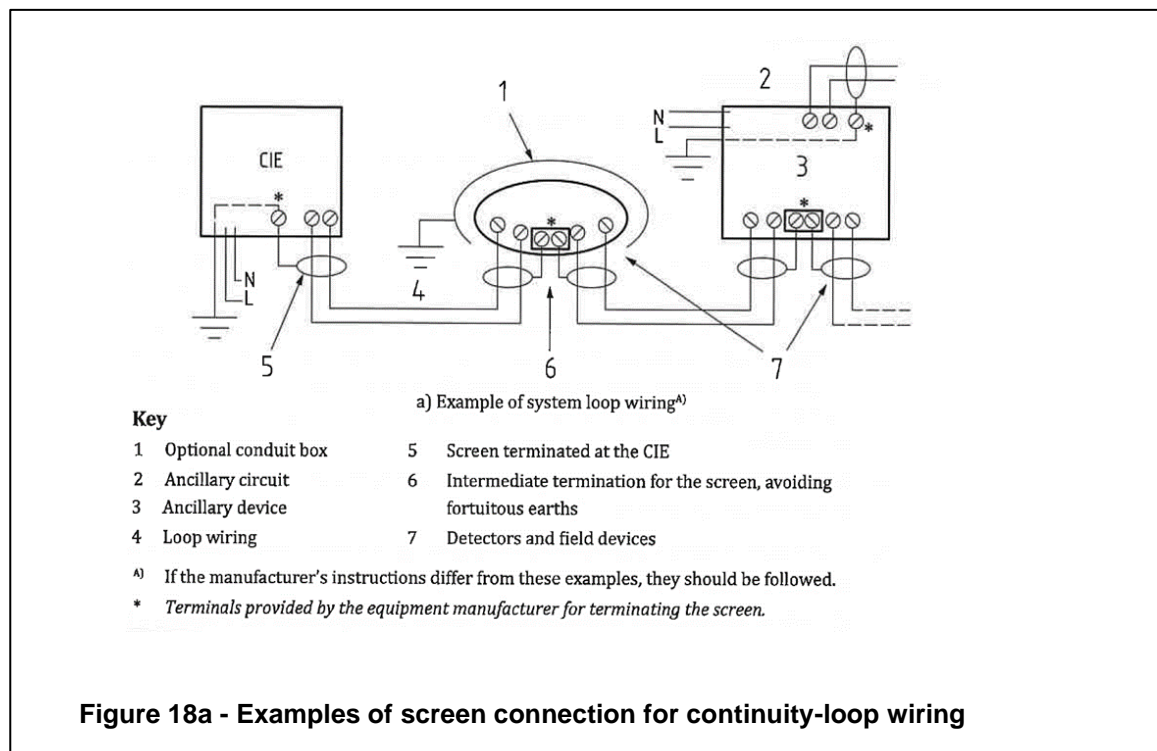 1
2
N
L
*
CIE
3
*
*
*
N
L
4
5
6
7
a) Example of system loop wiringᴬ⁾
Key
1 Optional conduit box
2 Ancillary circuit
3 Ancillary device
4 Loop wiring
5 Screen terminated at the CIE
6 Intermediate termination for the screen, avoiding
fortuitous earths
7 Detectors and field devices
ᴬ⁾ If the manufacturer's instructions differ from these examples, they should be followed.
* Terminals provided by the equipment manufacturer for terminating the screen.
Figure 18a - Examples of screen connection for continuity-loop wiring